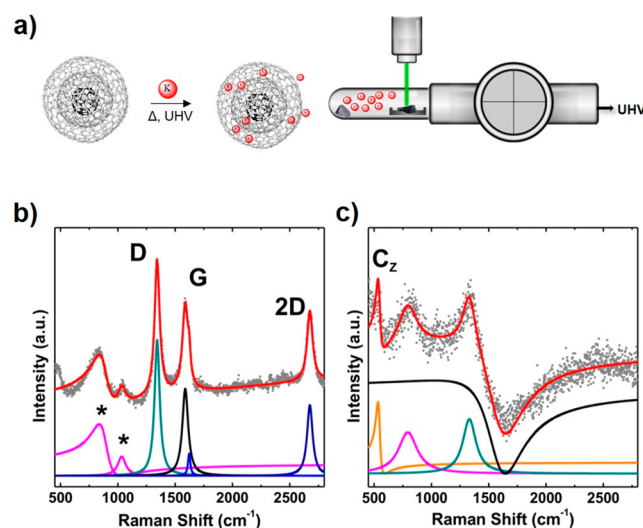 a)
K
Δ, UHV
UHV
b)
D
G
2D
*
*
Intensity (a.u.)
500 1000 1500 2000 2500
Raman Shift (cm⁻¹)
c)
Cz
Intensity (a.u.)
500 1000 1500 2000 2500
Raman Shift (cm⁻¹)